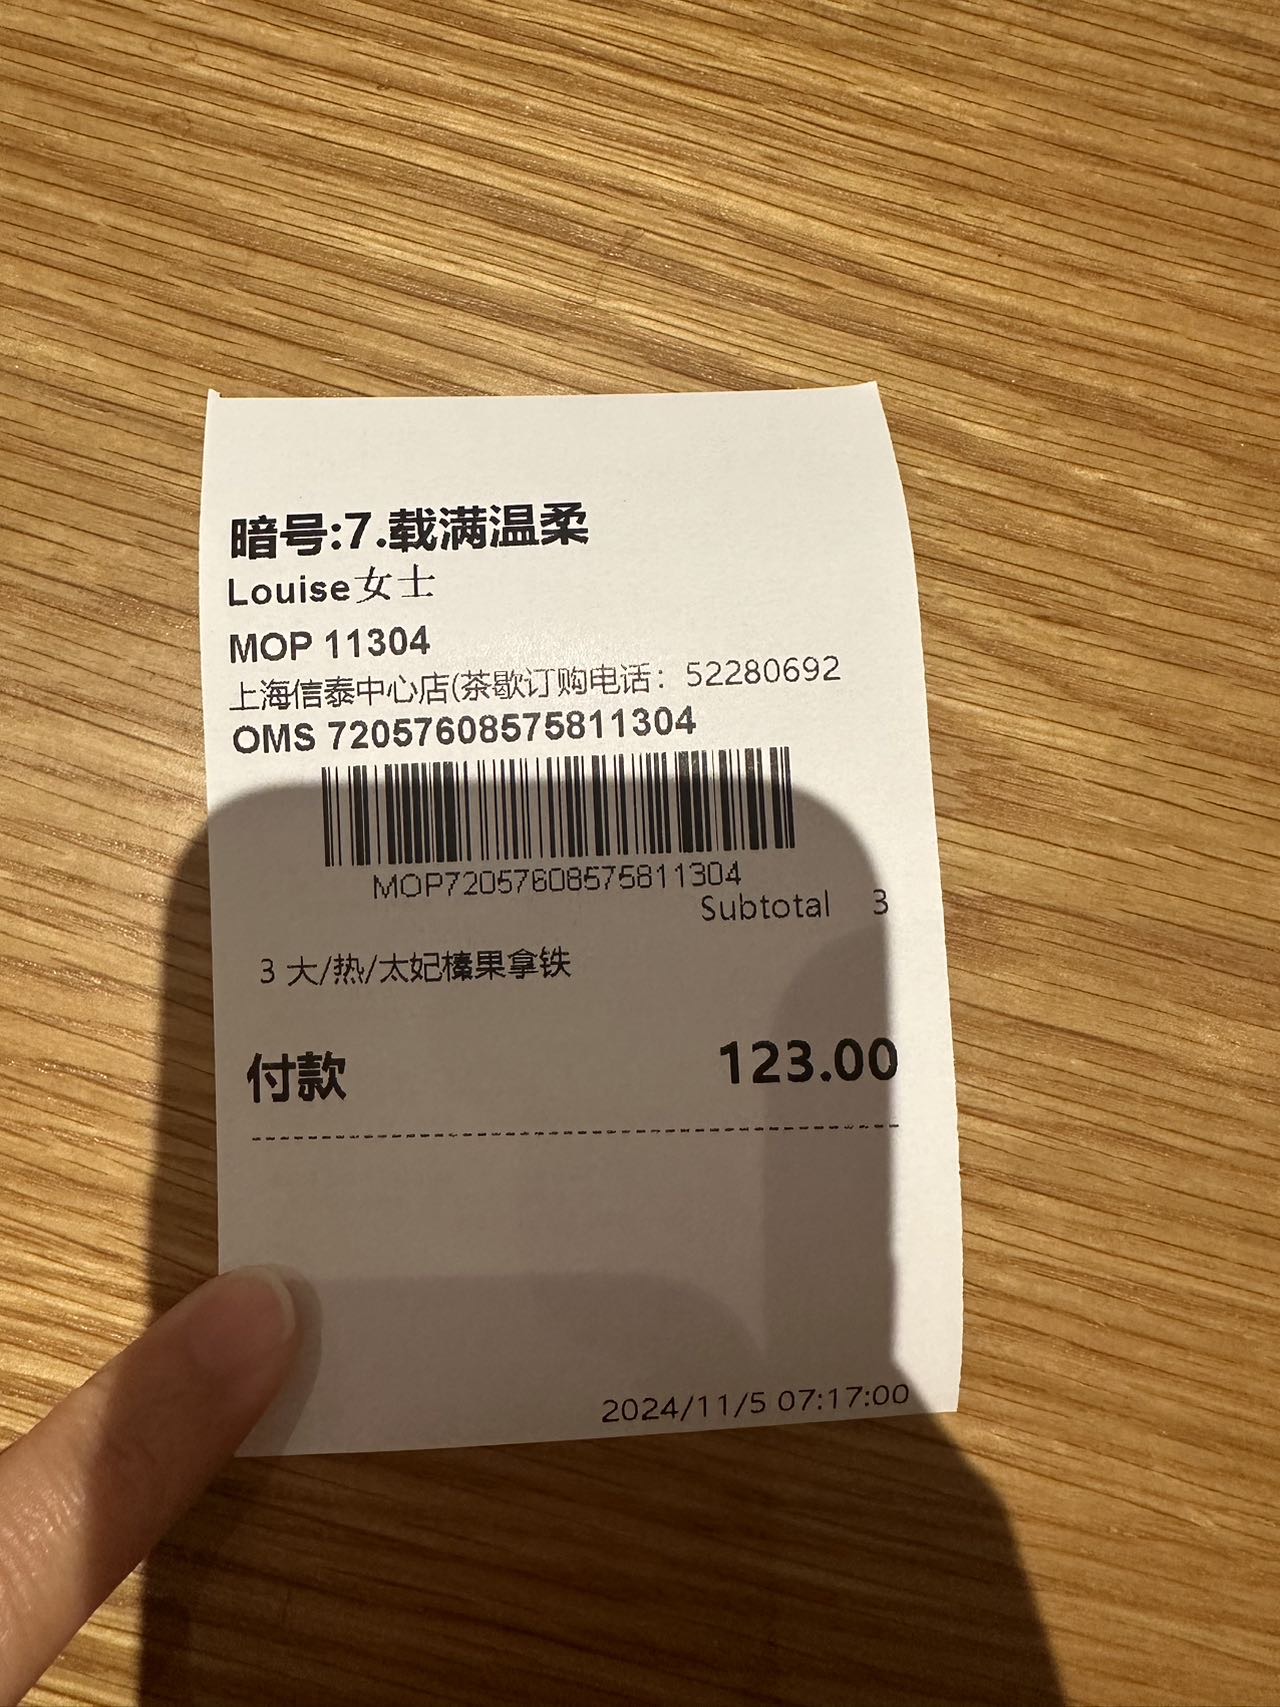 暗号:7.载满温柔
Louise女士
MOP 11304
上海信泰中心店(茶歇订购电话：52280692
OMS 72057608575811304
MOP72057608575811304
Subtotal 3
3 大/热/太妃榛果拿铁
付款 123.00
2024/11/5 07:17:00